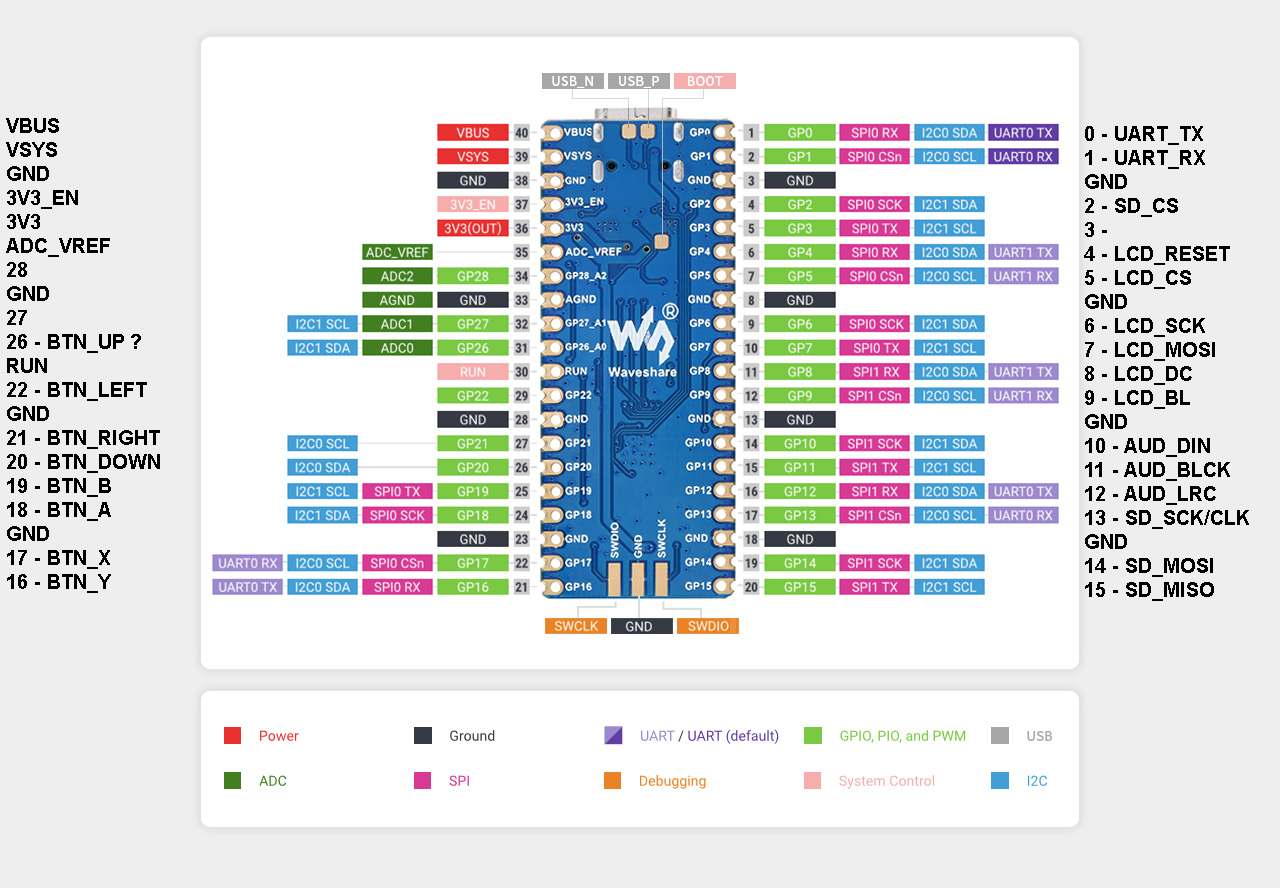 USB_N USB_P BOOT
VBUS VBUS 40 VBUS GP0 1 GP0 SPI0 RX I2C0 SDA UART0 TX 0 - UART_TX
VSYS VSYS 39 VSYS GP1 2 GP1 SPI0 CSn I2C0 SCL UART0 RX 1 - UART_RX
GND GND 38 GND GND 3 GND GND
3V3_EN 3V3_EN 37 3V3_EN GP2 4 GP2 SPI0 SCK I2C1 SDA 2 - SD_CS
3V3 3V3(OUT) 36 3V3 GP3 5 GP3 SPI0 TX I2C1 SCL 3 -
ADC_VREF ADC_VREF 35 ADC_VREF GP4 6 GP4 SPI0 RX I2C0 SDA UART1 TX 4 - LCD_RESET
28 ADC2 GP28 34 GP28_A2 GP5 7 GP5 SPI0 CSn I2C0 SCL UART1 RX 5 - LCD_CS
GND AGND GND 33 AGND GND 8 GND GND
27 I2C1 SCL ADC1 GP27 32 GP27_A1 GP6 9 GP6 SPI0 SCK I2C1 SDA 6 - LCD_SCK
26 - BTN_UP ? I2C1 SDA ADC0 GP26 31 GP26_A0 GP7 10 GP7 SPI0 TX I2C1 SCL 7 - LCD_MOSI
RUN RUN 30 RUN Waveshare ® GP8 11 GP8 SPI1 RX I2C0 SDA UART1 TX 8 - LCD_DC
22 - BTN_LEFT GP22 29 GP22 GP9 12 GP9 SPI1 CSn I2C0 SCL UART1 RX 9 - LCD_BL
GND GND 28 GND GND 13 GND GND
21 - BTN_RIGHT I2C0 SCL GP21 27 GP21 GP10 14 GP10 SPI1 SCK I2C1 SDA 10 - AUD_DIN
20 - BTN_DOWN I2C0 SDA GP20 26 GP20 GP11 15 GP11 SPI1 TX I2C1 SCL 11 - AUD_BLCK
19 - BTN_B I2C1 SCL SPI0 TX GP19 25 GP19 GP12 16 GP12 SPI1 RX I2C0 SDA UART0 TX 12 - AUD_LRC
18 - BTN_A I2C1 SDA SPI0 SCK GP18 24 GP18 GP13 17 GP13 SPI1 CSn I2C0 SCL UART0 RX 13 - SD_SCK/CLK
GND GND 23 GND SWDIO GND SWCLK GND 18 GND GND
17 - BTN_X UART0 RX I2C0 SCL SPI0 CSn GP17 22 GP17 GP14 19 GP14 SPI1 SCK I2C1 SDA 14 - SD_MOSI
16 - BTN_Y UART0 TX I2C0 SDA SPI0 RX GP16 21 GP16 GP15 20 GP15 SPI1 TX I2C1 SCL 15 - SD_MISO
SWCLK GND SWDIO
Power Ground UART / UART (default) GPIO, PIO, and PWM USB
ADC SPI Debugging System Control I2C